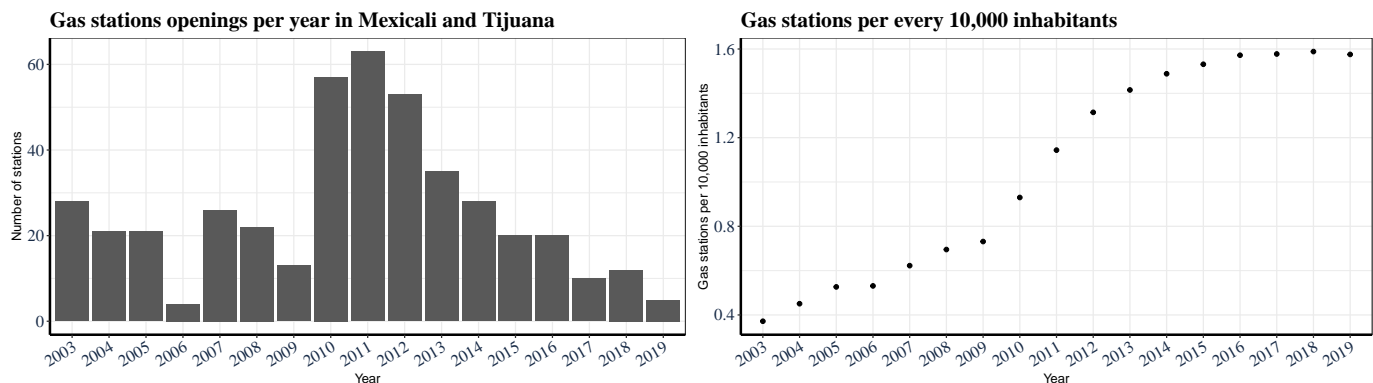 Gas stations openings per year in Mexicali and Tijuana
Number of stations
60
40
20
0
2003 2004 2005 2006 2007 2008 2009 2010 2011 2012 2013 2014 2015 2016 2017 2018 2019
Year
Gas stations per every 10,000 inhabitants
Gas stations per 10,000 inhabitants
1.6
1.2
0.8
0.4
2003 2004 2005 2006 2007 2008 2009 2010 2011 2012 2013 2014 2015 2016 2017 2018 2019
Year